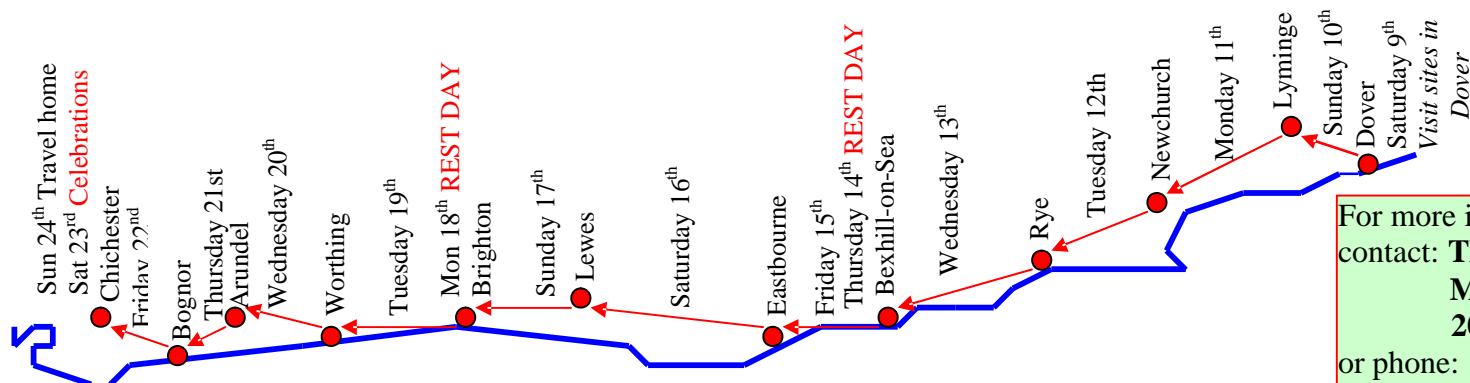 Sun 24th Travel home
Sat 23rd Celebrations
Chichester
Friday 22nd
Bognor
Thursday 21st
Arundel
Wednesday 20th
Worthing
Tuesday 19th
Mon 18th REST DAY
Brighton
Sunday 17th
Lewes
Saturday 16th
Eastbourne
Friday 15th
Thursday 14th REST DAY
Bexhill-on-Sea
Wednesday 13th
Rye
Tuesday 12th
Newchurch
Monday 11th
Lyminge
Sunday 10th
Dover
Saturday 9th
Visit sites in
Dover
For more
contact:
or phone: